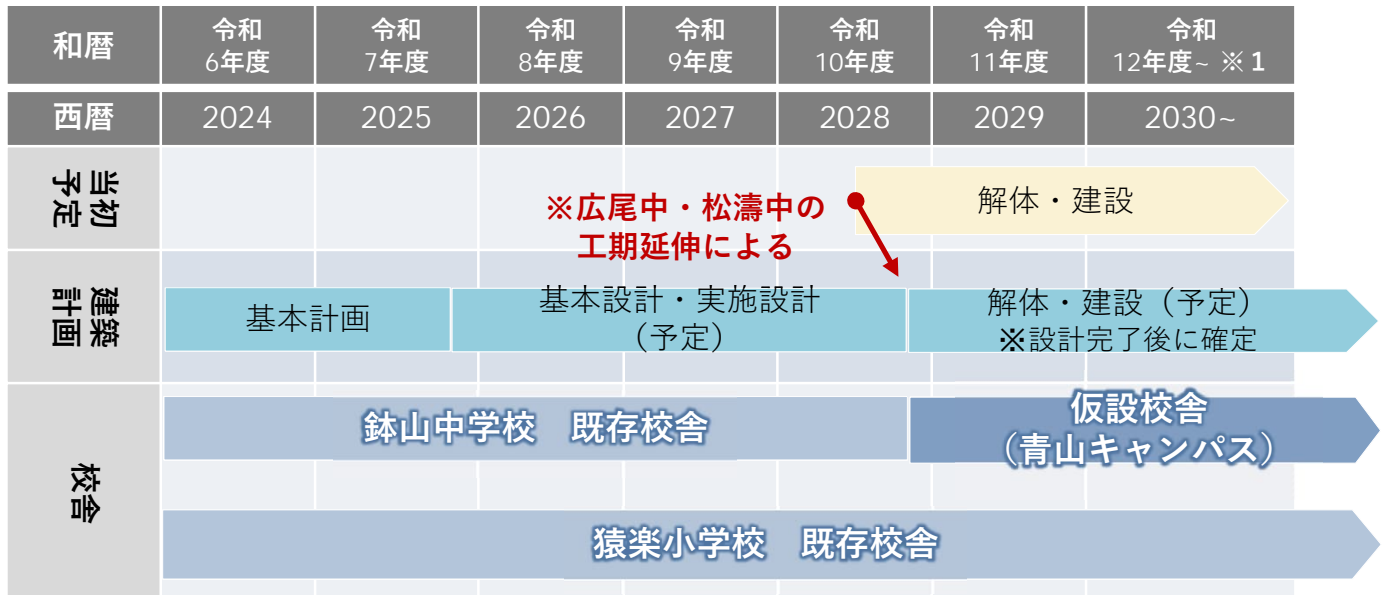 和暦
令和
6年度
令和
7年度
令和
8年度
令和
9年度
令和
10年度
令和
11年度
令和
12年度~ ※1
西暦
2024
2025
2026
2027
2028
2029
2030~
当初
予定
解体・建設
※広尾中・松濤中の
工期延伸による
建築
計画
基本計画
基本設計・実施設計
（予定）
解体・建設（予定）
※設計完了後に確定
校舎
鉢山中学校　既存校舎
仮設校舎
（青山キャンパス）
猿楽小学校　既存校舎